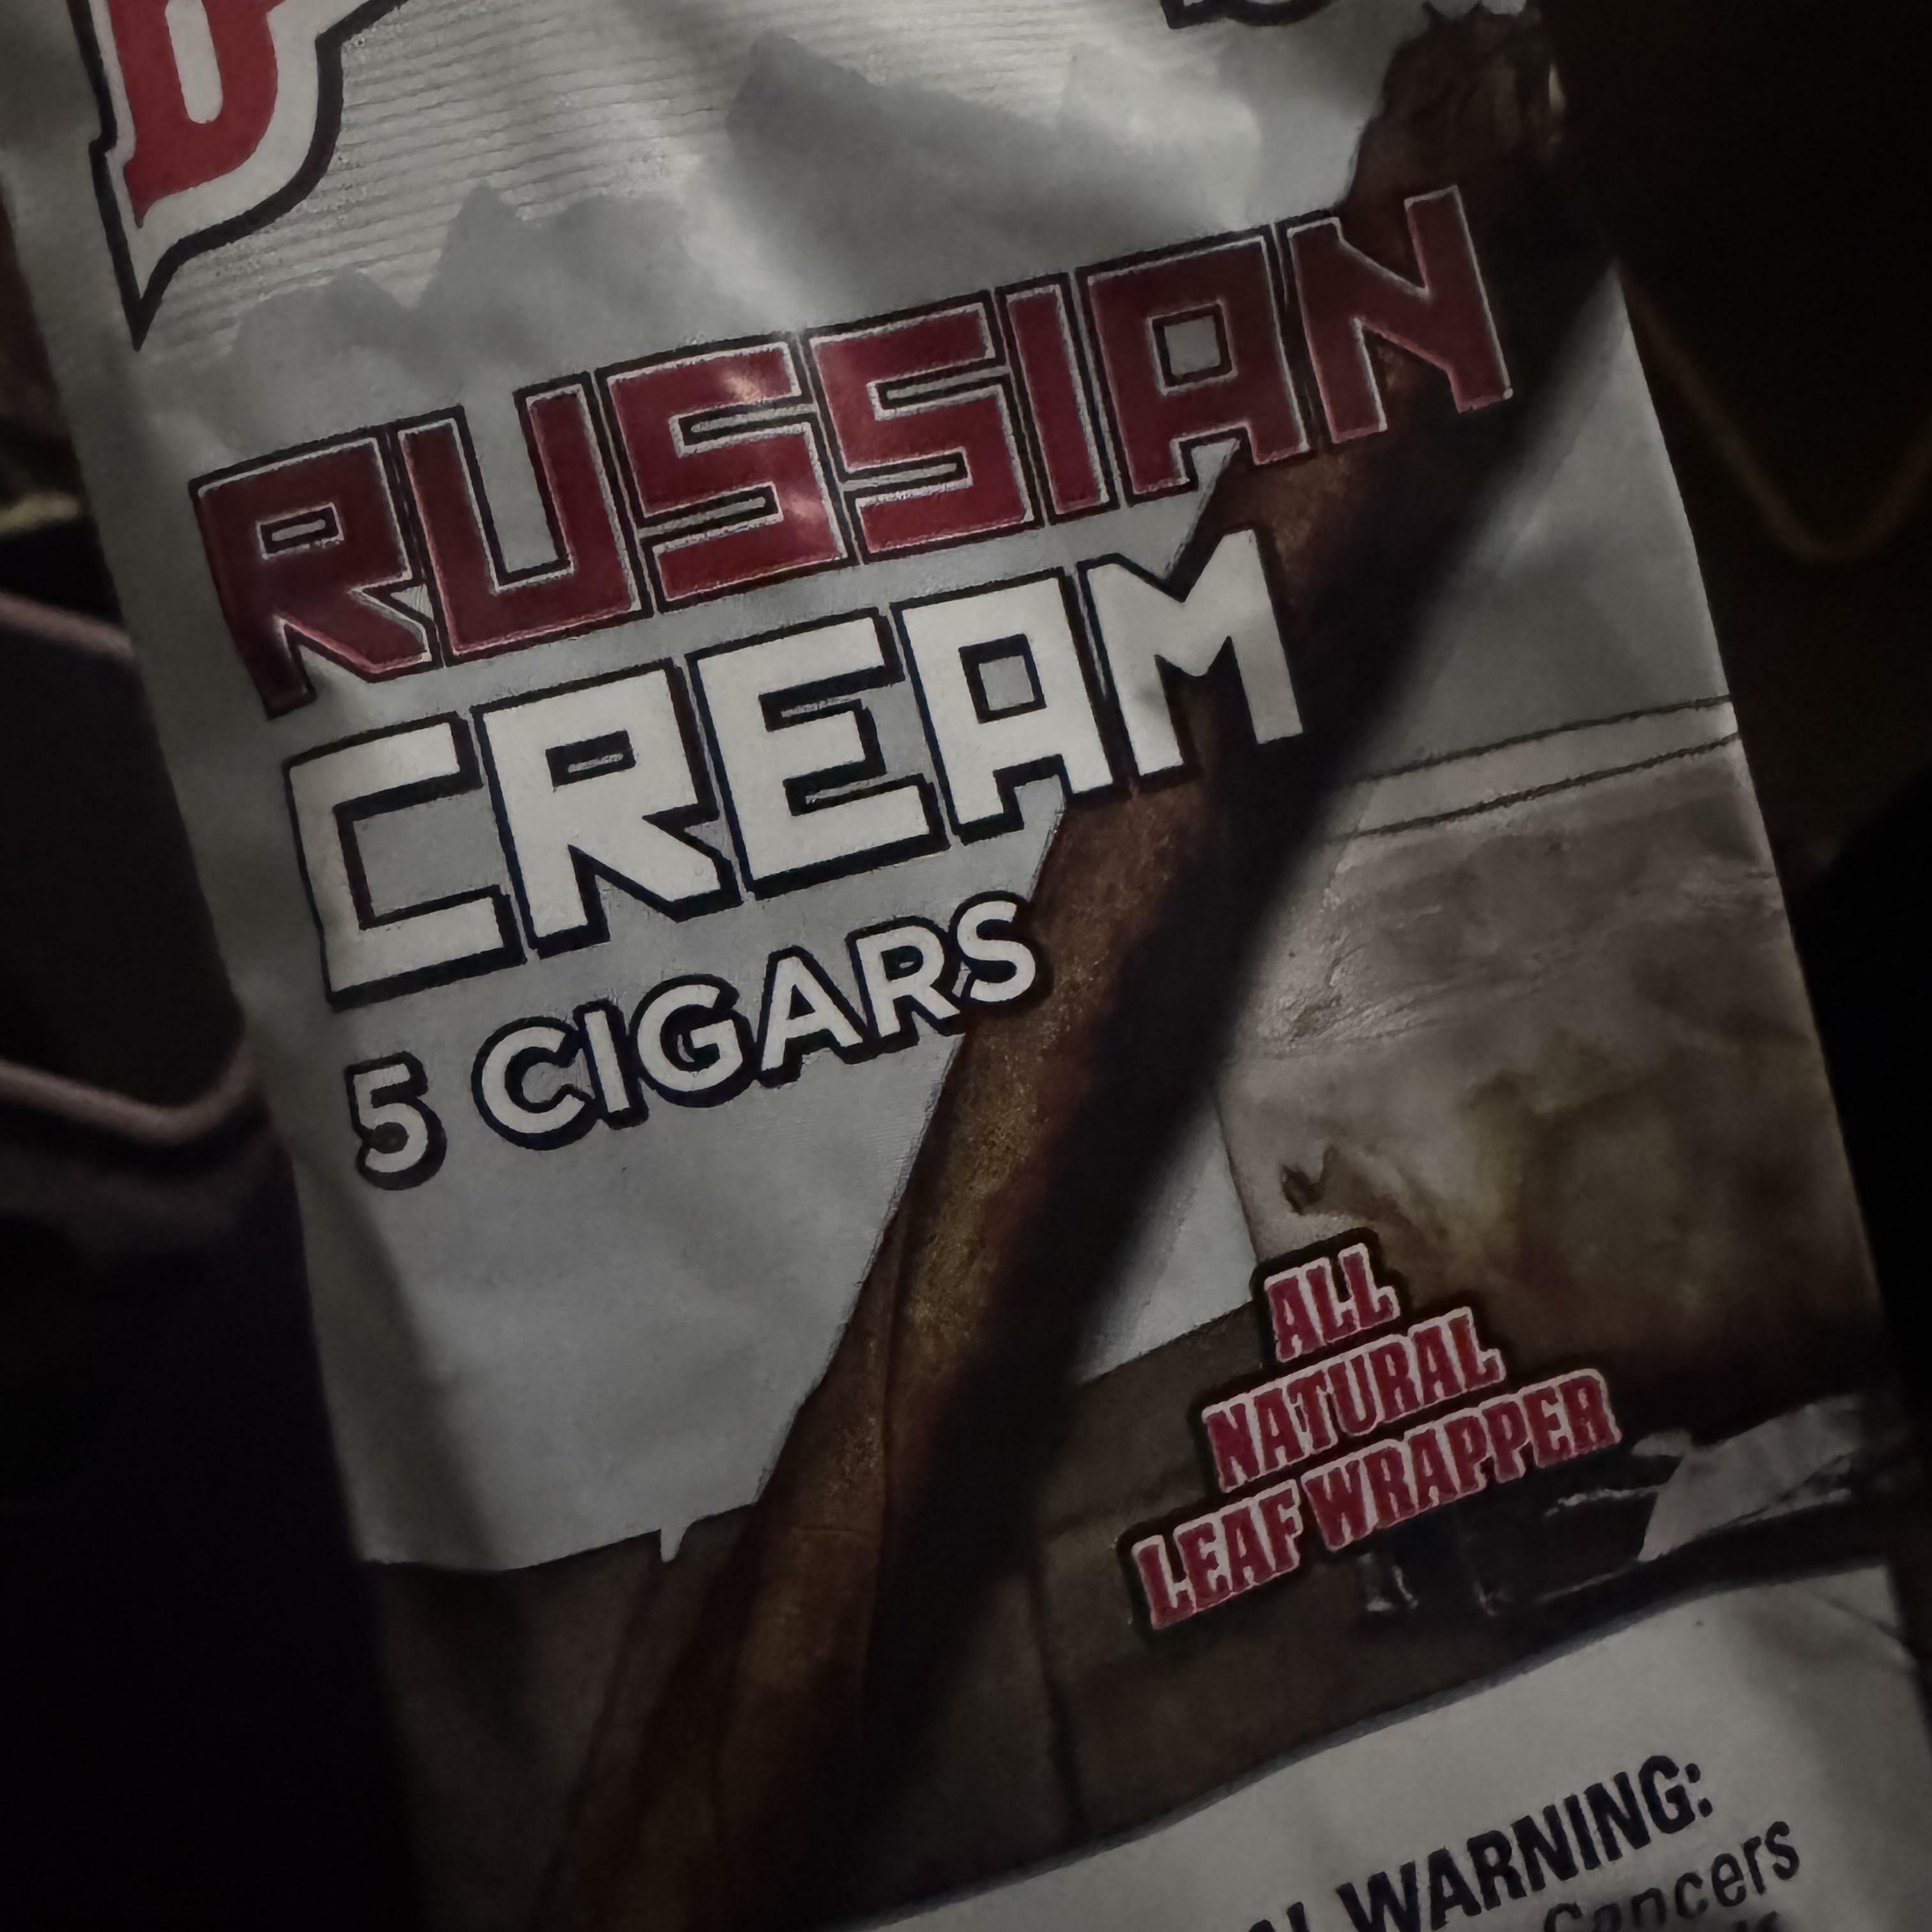 RUSSIAN
CREAM
5 CIGARS
ALL
NATURAL
LEAF WRAPPER
WARNING:
Cancers